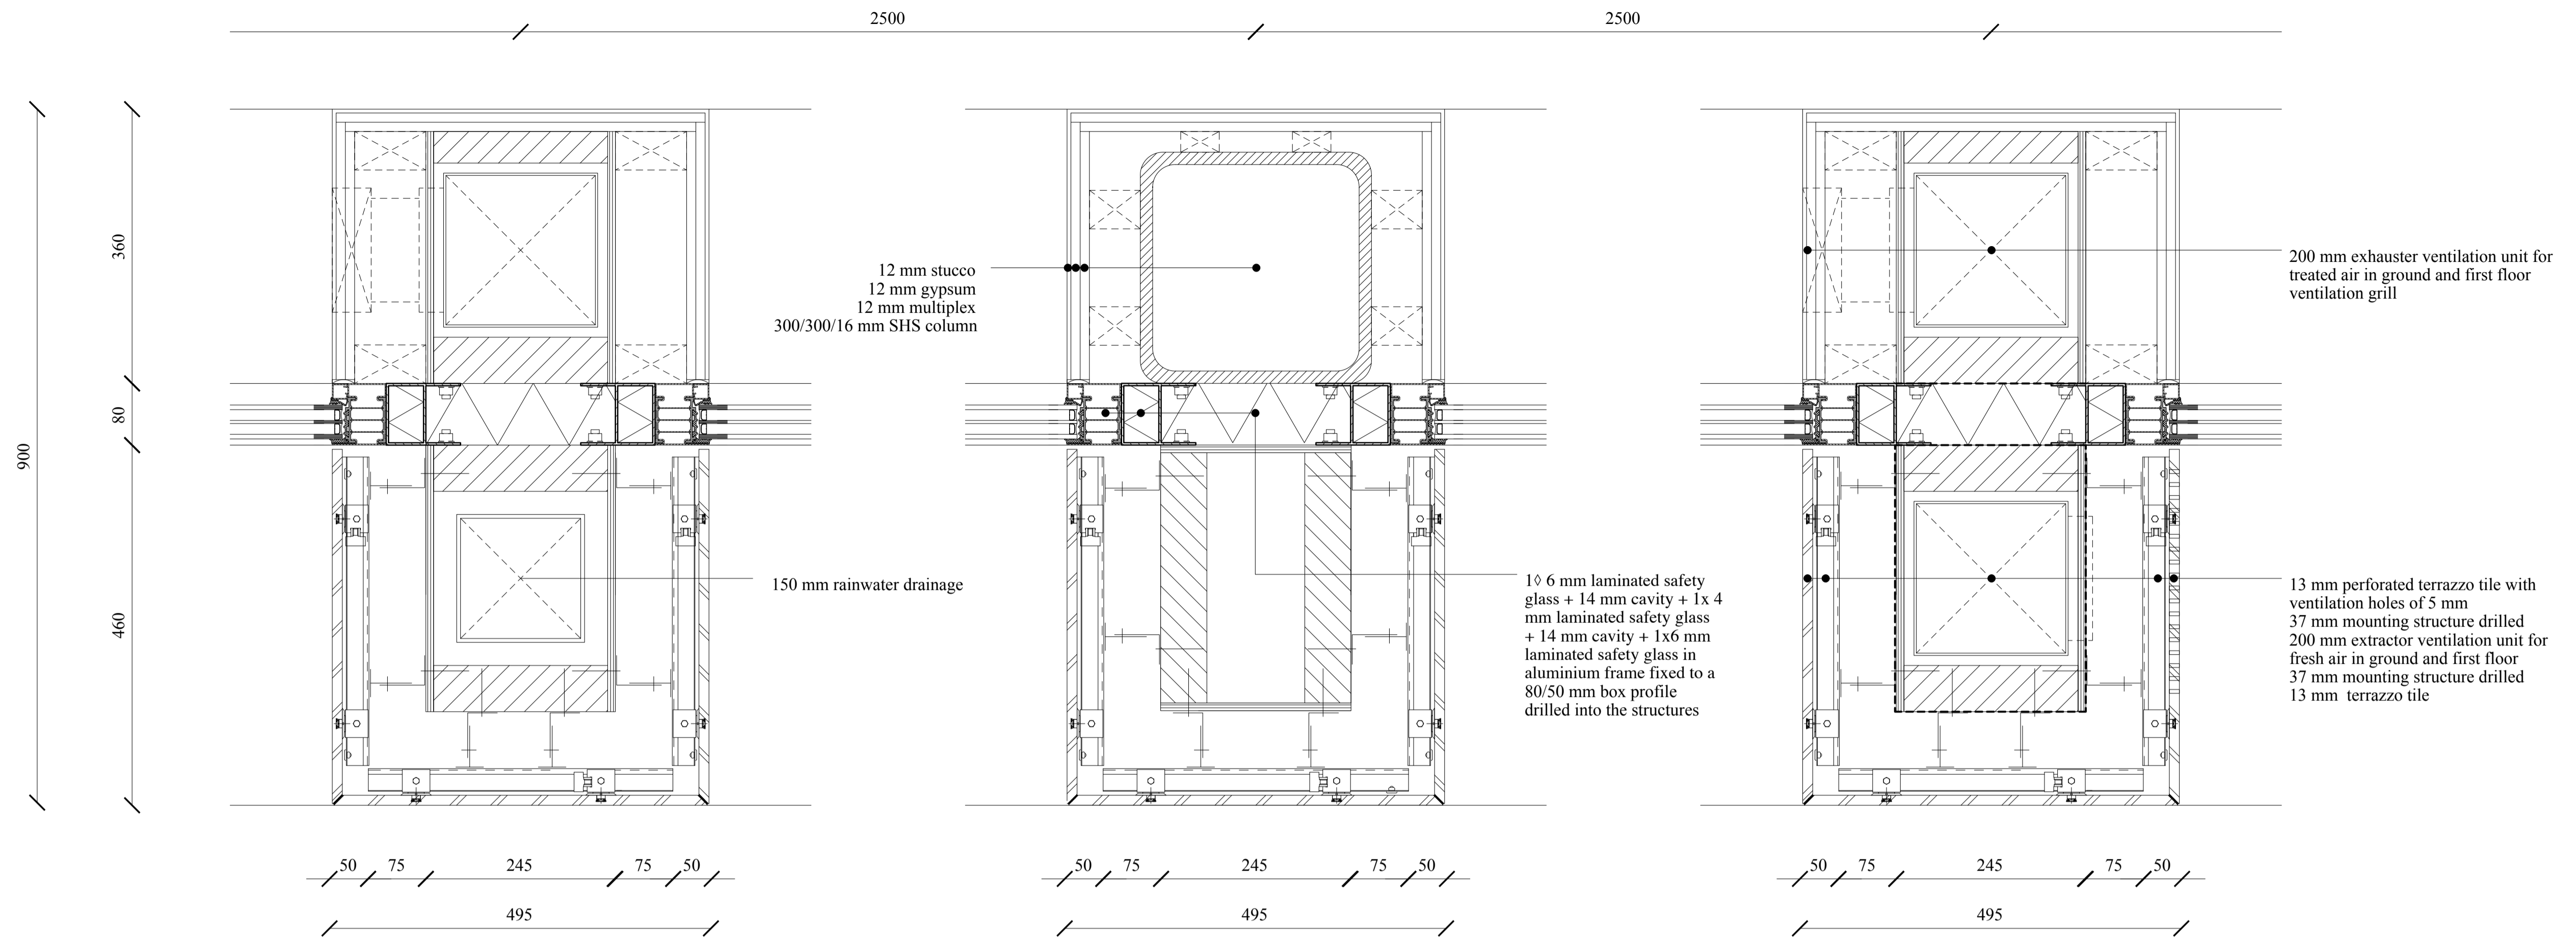 2500
2500
900
360
80
460
12 mm stucco
12 mm gypsum
12 mm multiplex
300/300/16 mm SHS column
200 mm exhauster ventilation unit for
treated air in ground and first floor
ventilation grill
150 mm rainwater drainage
1◊ 6 mm laminated safety
glass + 14 mm cavity + 1x 4
mm laminated safety glass
+ 14 mm cavity + 1x6 mm
laminated safety glass in
aluminium frame fixed to a
80/50 mm box profile
drilled into the structures
13 mm perforated terrazzo tile with
ventilation holes of 5 mm
37 mm mounting structure drilled
200 mm extractor ventilation unit for
fresh air in ground and first floor
37 mm mounting structure drilled
13 mm terrazzo tile
50 75 245 75 50
50 75 245 75 50
50 75 245 75 50
495
495
495